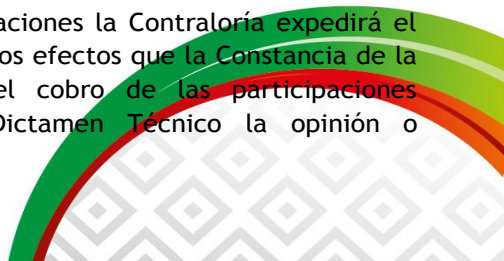 aciones la Contraloría expedirá el
os efectos que la Constancia de la
el cobro de las participaciones
Dictamen Técnico la opinión o